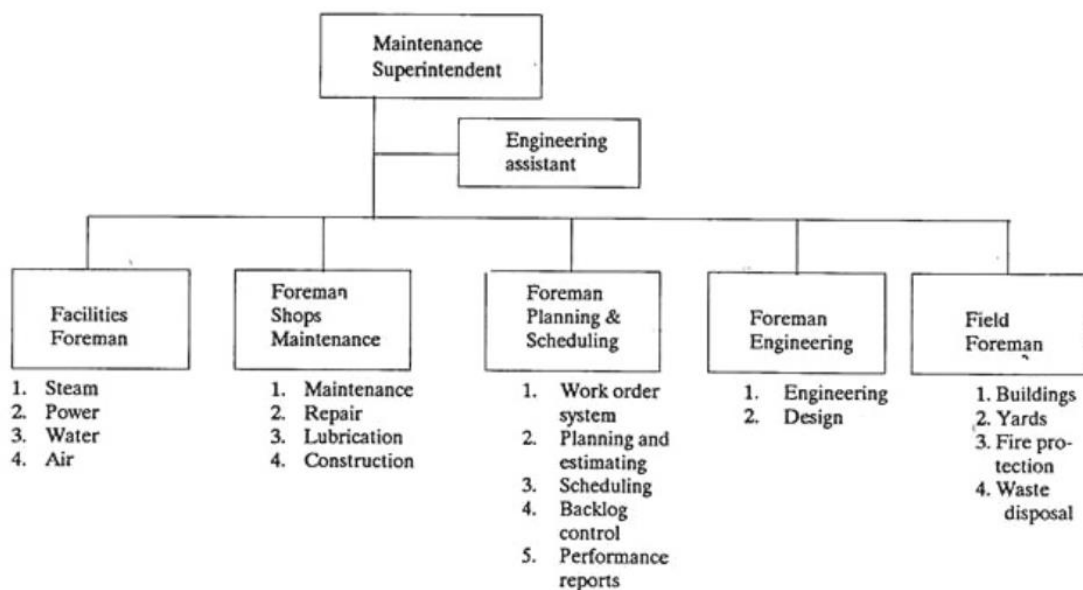 Maintenance
Superintendent
Engineering
assistant
Facilities
Foreman
1. Steam
2. Power
3. Water
4. Air
Foreman
Shops
Maintenance
1. Maintenance
2. Repair
3. Lubrication
4. Construction
Foreman
Planning &
Scheduling
1. Work order
system
2. Planning and
estimating
3. Scheduling
4. Backlog
control
5. Performance
reports
Foreman
Engineering
1. Engineering
2. Design
Field
Foreman
1. Buildings
2. Yards
3. Fire pro-
tection
4. Waste
disposal